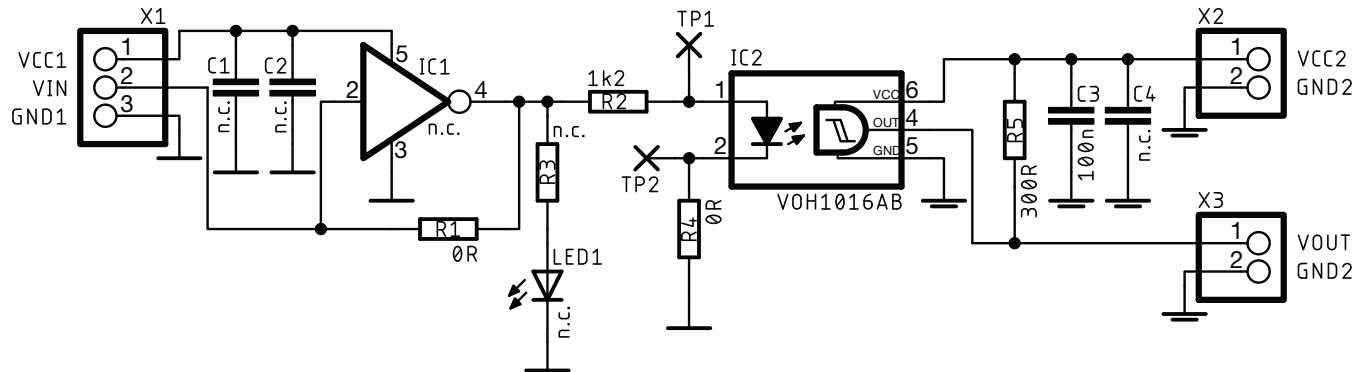 X1
VCC1
1
VIN
2
GND1
3
C1
n.c.
C2
n.c.
5
IC1
2
4
n.c.
3
R1
0R
n.c.
R3
LED1
n.c.
1k2
R2
TP1
TP2
R4
0R
IC2
1
2
VCC
6
OUT
4
GND
5
VOH1016AB
R5
300R
C3
100n
C4
n.c.
X2
1
VCC2
2
GND2
X3
1
VOUT
2
GND2